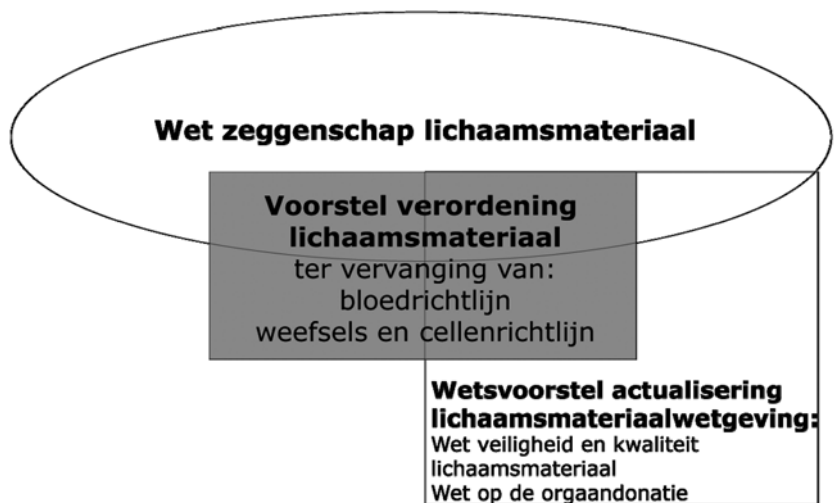 Wet zeggenschap lichaamsmateriaal
Voorstel verordening
lichaamsmateriaal
ter vervanging van:
bloedrichtlijn
weefsels en cellenrichtlijn
Wetsvoorstel actualisering
lichaamsmateriaalwetgeving:
Wet veiligheid en kwaliteit
lichaamsmateriaal
Wet op de orgaandonatie